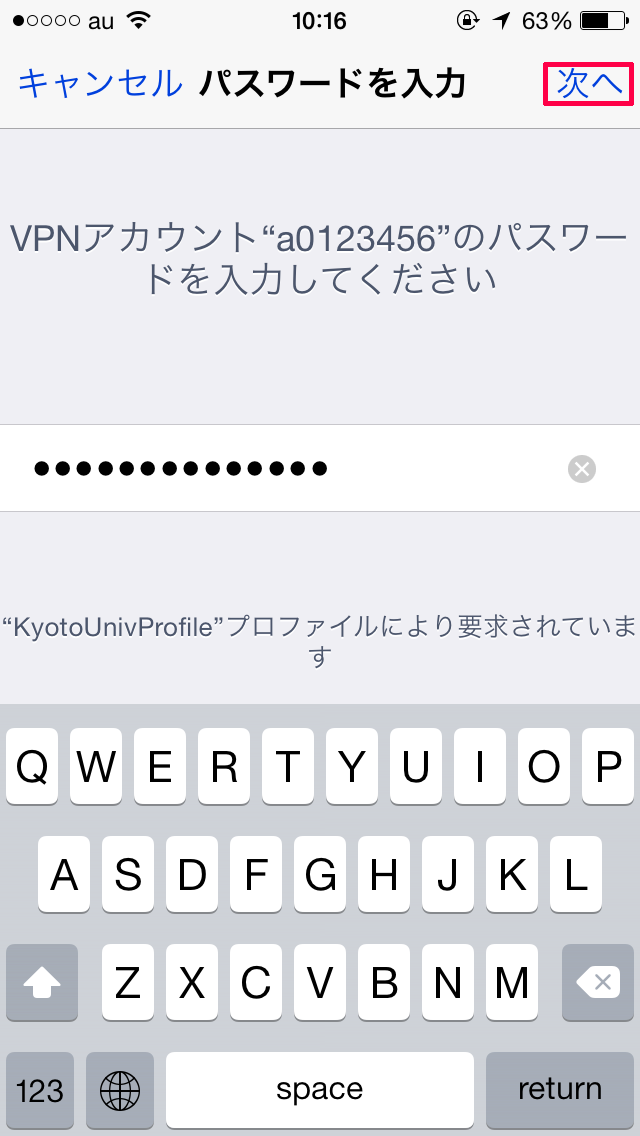 au 10:16 63%
キャンセル パスワードを入力 次へ
VPNアカウント“a0123456”のパスワー
ドを入力してください
●●●●●●●●●●●●●●
“KyotoUnivProfile”プロファイルにより要求されていま
す
Q W E R T Y U I O P
A S D F G H J K L
Z X C V B N M
123 space return